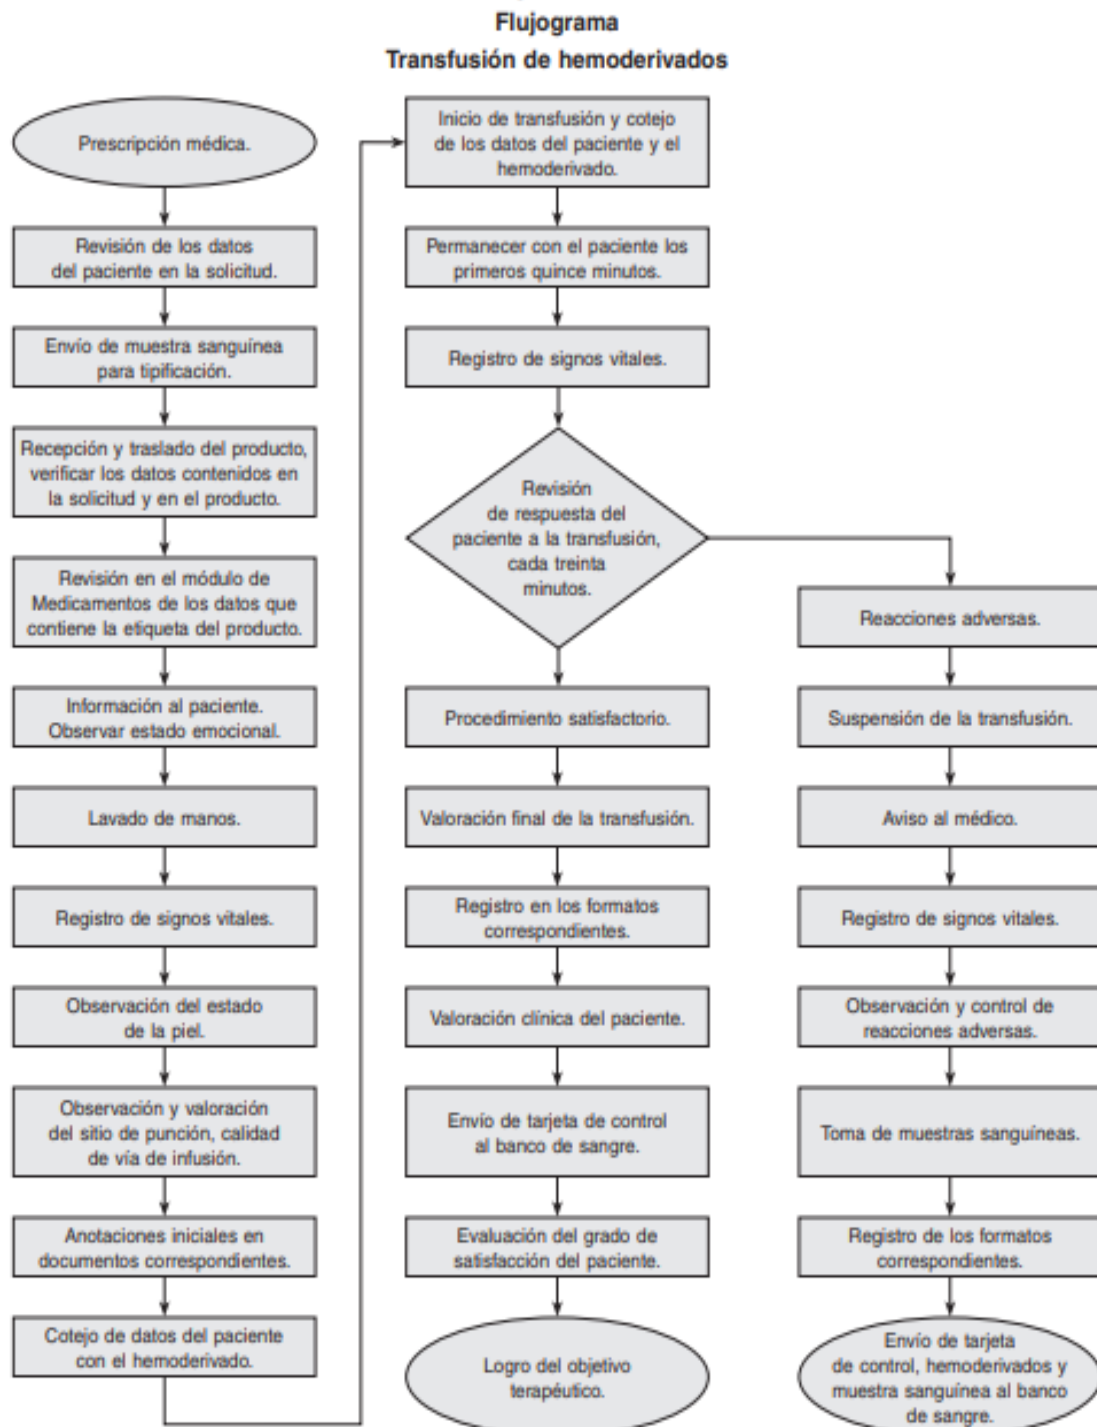 Flujograma
Transfusión de hemoderivados
Prescripción médica.
Revisión de los datos
del paciente en la solicitud.
Envío de muestra sanguínea
para tipificación.
Recepción y traslado del producto,
verificar los datos contenidos en
la solicitud y en el producto.
Revisión en el módulo de
Medicamentos de los datos que
contiene la etiqueta del producto.
Información al paciente.
Observar estado emocional.
Lavado de manos.
Registro de signos vitales.
Observación del estado
de la piel.
Observación y valoración
del sitio de punción, calidad
de vía de infusión.
Anotaciones iniciales en
documentos correspondientes.
Cotejo de datos del paciente
con el hemoderivado.
Inicio de transfusión y cotejo
de los datos del paciente y el
hemoderivado.
Permanecer con el paciente los
primeros quince minutos.
Registro de signos vitales.
Revisión
de respuesta del
paciente a la transfusión,
cada treinta
minutos.
Procedimiento satisfactorio.
Valoración final de la transfusión.
Registro en los formatos
correspondientes.
Valoración clínica del paciente.
Envío de tarjeta de control
al banco de sangre.
Evaluación del grado de
satisfacción del paciente.
Logro del objetivo
terapéutico.
Reacciones adversas.
Suspensión de la transfusión.
Aviso al médico.
Registro de signos vitales.
Observación y control de
reacciones adversas.
Toma de muestras sanguíneas.
Registro de los formatos
correspondientes.
Envío de tarjeta
de control, hemoderivados y
muestra sanguínea al banco
de sangre.